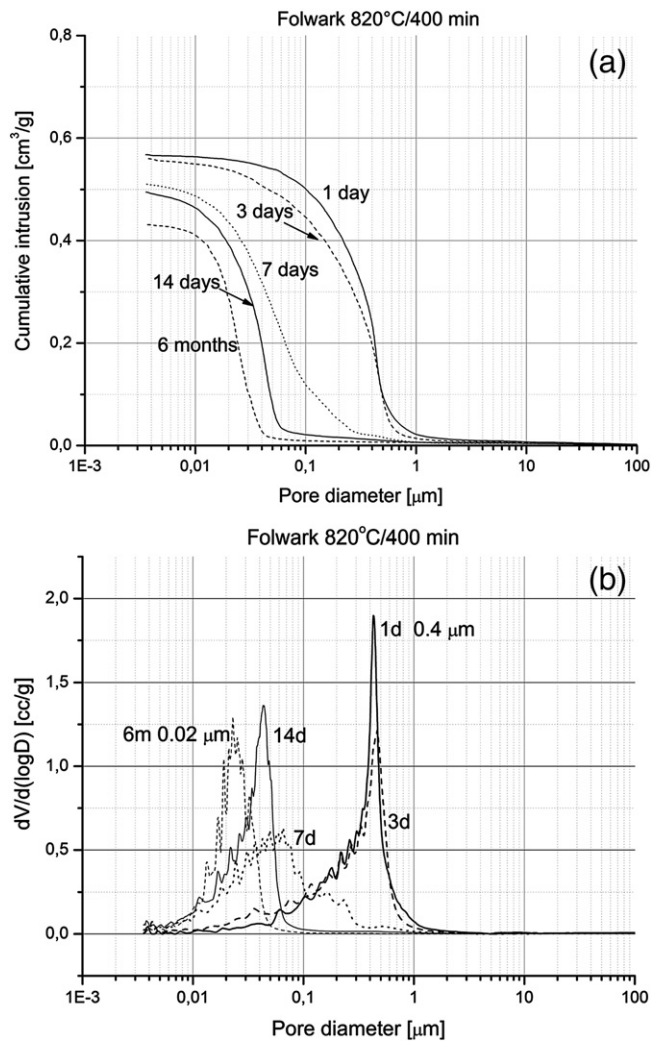 Folwark 820°C/400 min
(a)
0,8
0,6
0,4
0,2
0,0
Cumulative intrusion [cm³/g]
1 day
3 days
7 days
14 days
6 months
1E-3 0,01 0,1 1 10 100
Pore diameter [μm]
Folwark 820°C/400 min
(b)
2,0
1,5
1,0
0,5
0,0
dV/d(logD) [cc/g]
1d 0.4 μm
6m 0.02 μm
14d
7d
3d
1E-3 0,01 0,1 1 10 100
Pore diameter [μm]